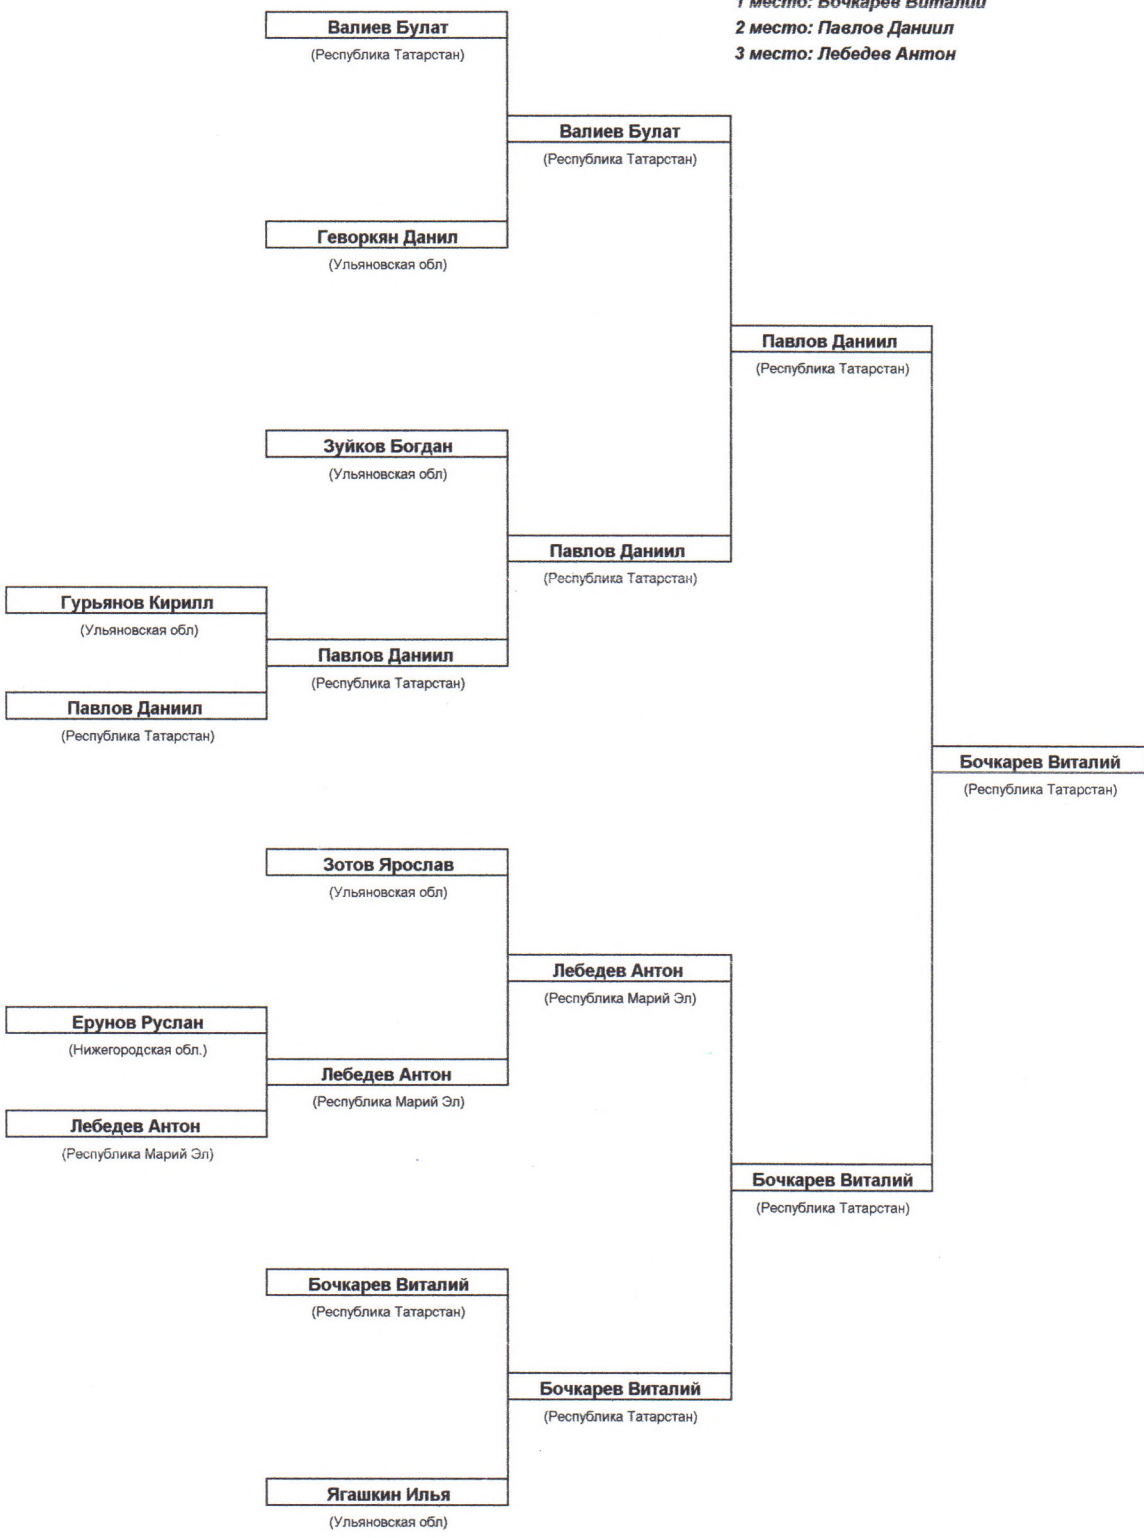 1 место: Бочкарев Виталий
Валиев Булат
2 место: Павлов Даниил
(Республика Татарстан)
3 место: Лебедев Антон
Валиев Булат
(Республика Татарстан)
Геворкян Данил
(Ульяновская обл)
Павлов Даниил
(Республика Татарстан)
Зуйков Богдан
(Ульяновская обл)
Павлов Даниил
(Республика Татарстан)
Гурьянов Кирилл
(Ульяновская обл)
Павлов Даниил
(Республика Татарстан)
Павлов Даниил
(Республика Татарстан)
Бочкарев Виталий
(Республика Татарстан)
Зотов Ярослав
(Ульяновская обл)
Лебедев Антон
(Республика Марий Эл)
Ерунов Руслан
(Нижегородская обл.)
Лебедев Антон
(Республика Марий Эл)
Лебедев Антон
(Республика Марий Эл)
Бочкарев Виталий
(Республика Татарстан)
Бочкарев Виталий
(Республика Татарстан)
Бочкарев Виталий
(Республика Татарстан)
Ягашкин Илья
(Ульяновская обл)